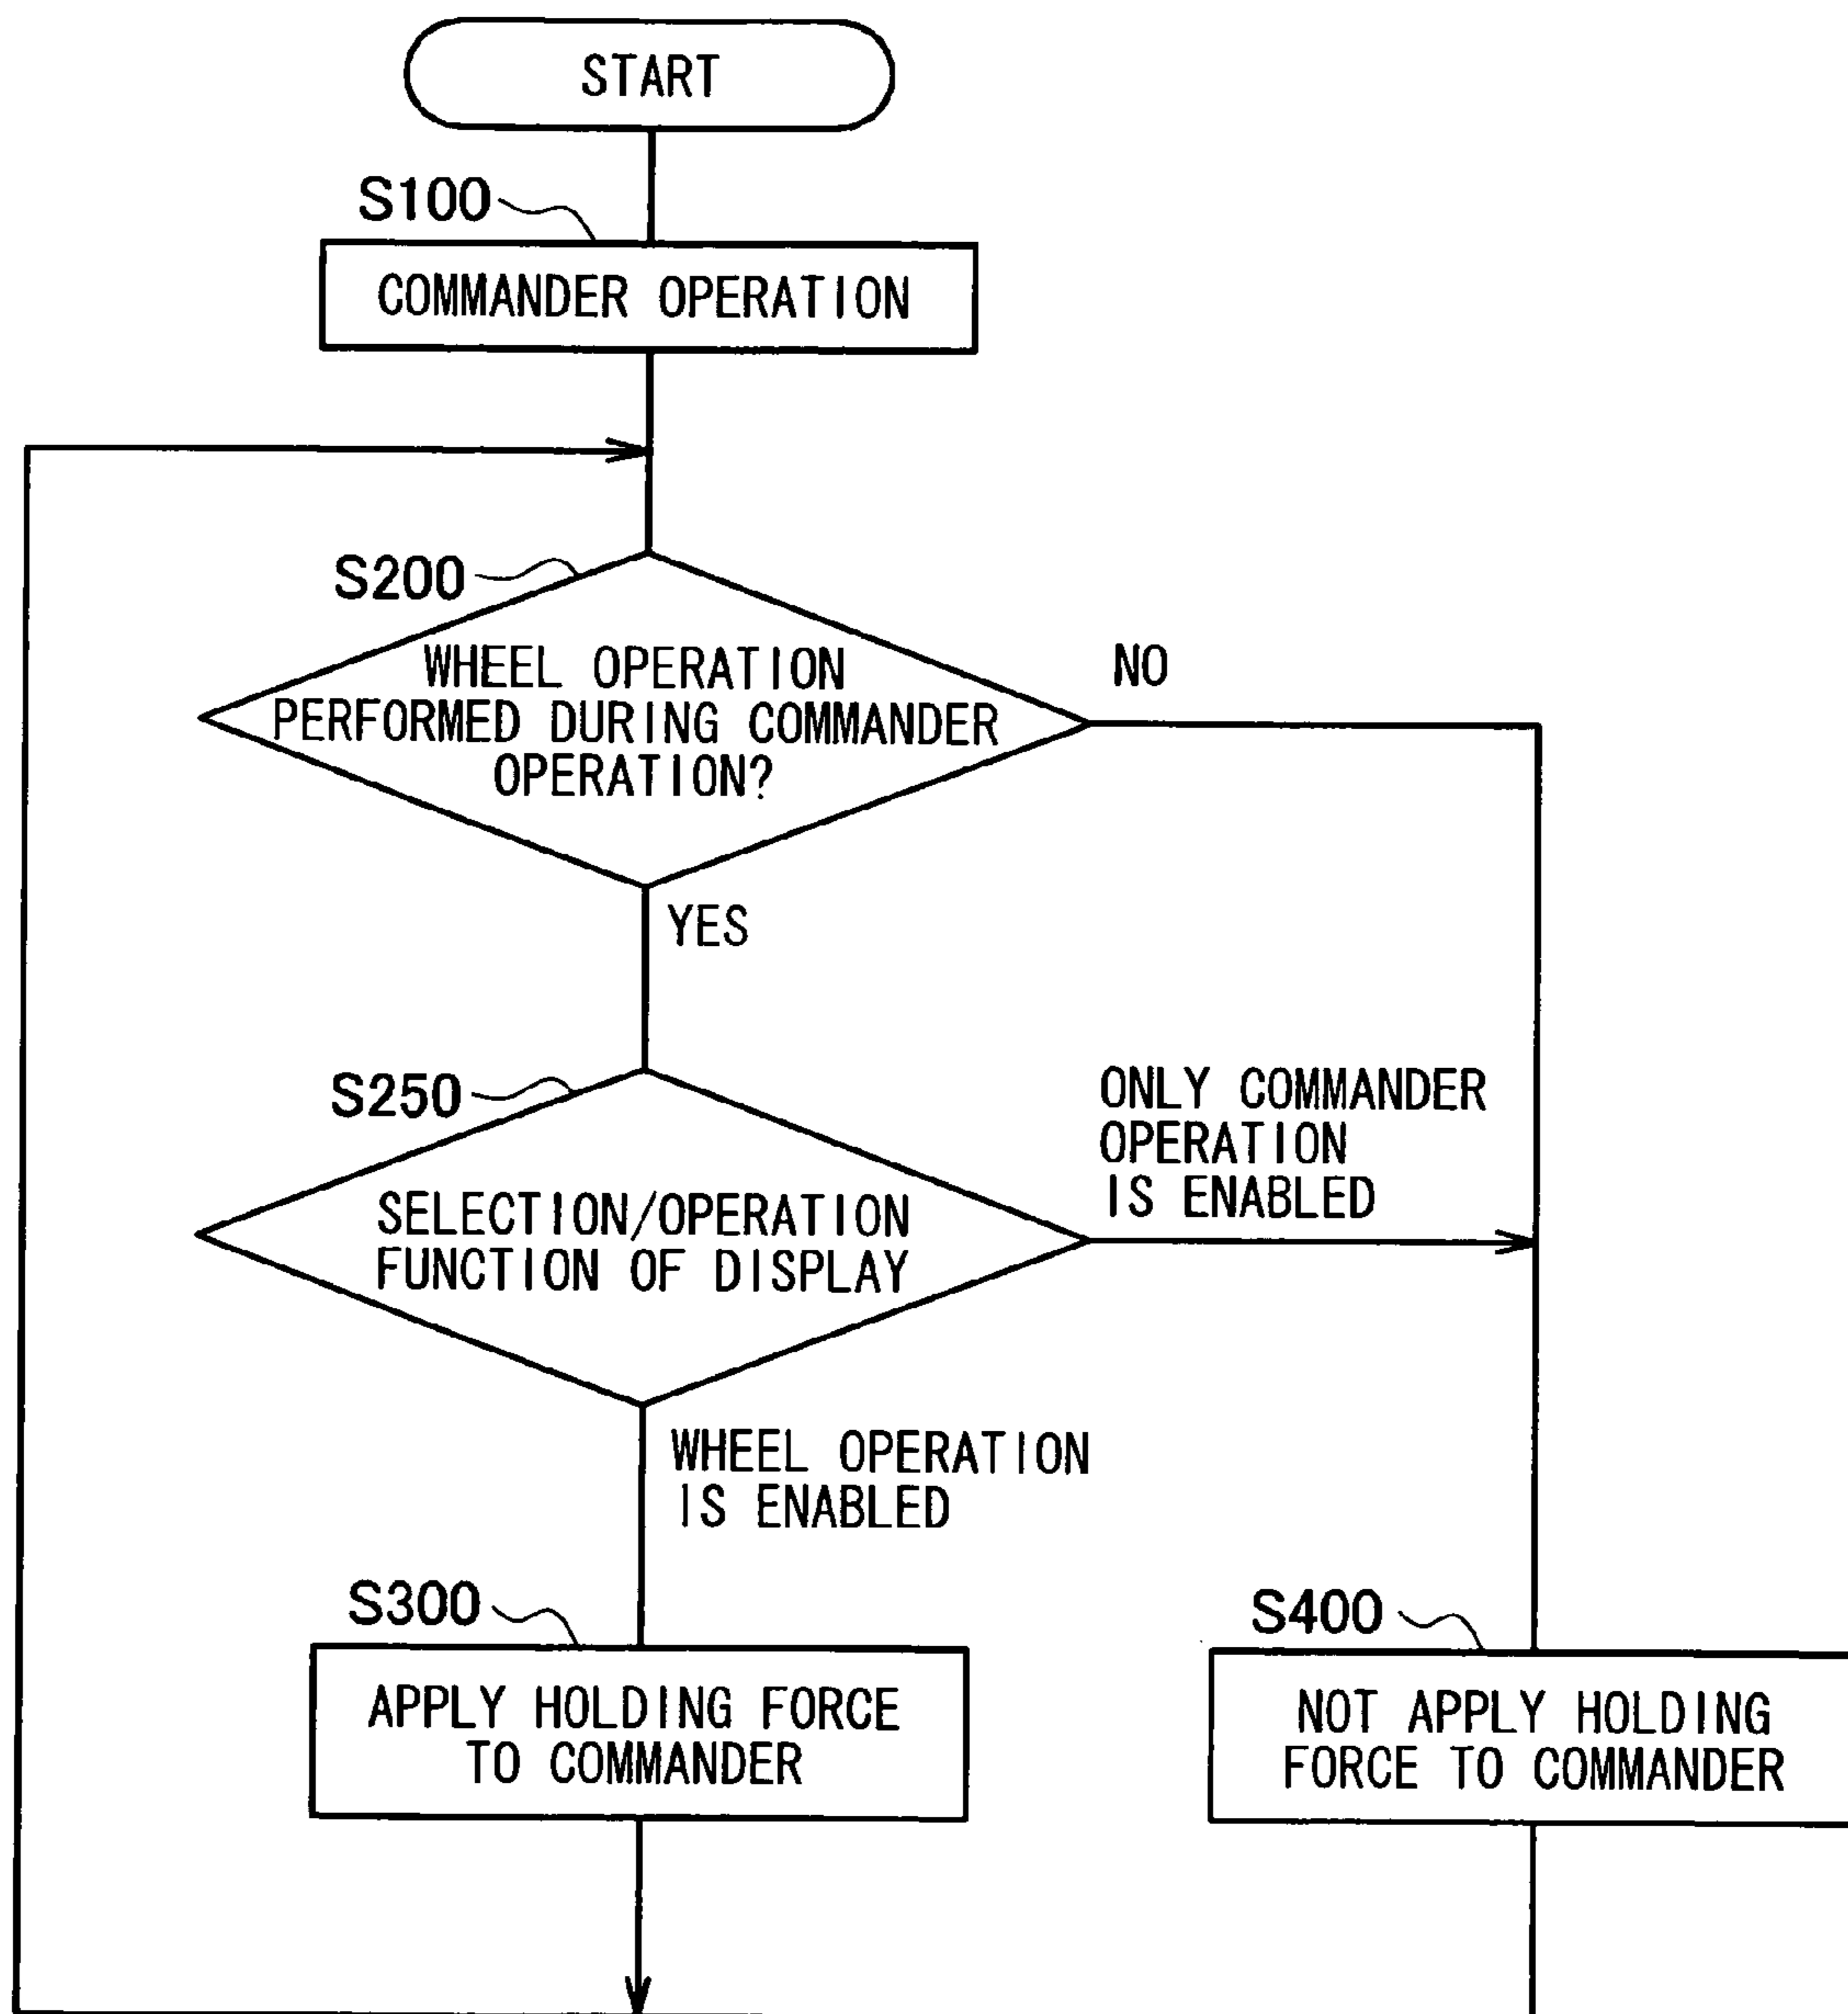 START
S100
COMMANDER OPERATION
S200
WHEEL OPERATION
PERFORMED DURING COMMANDER
OPERATION?
NO
YES
S250
SELECTION/OPERATION
FUNCTION OF DISPLAY
ONLY COMMANDER
OPERATION
IS ENABLED
WHEEL OPERATION
IS ENABLED
S300
APPLY HOLDING FORCE
TO COMMANDER
S400
NOT APPLY HOLDING
FORCE TO COMMANDER